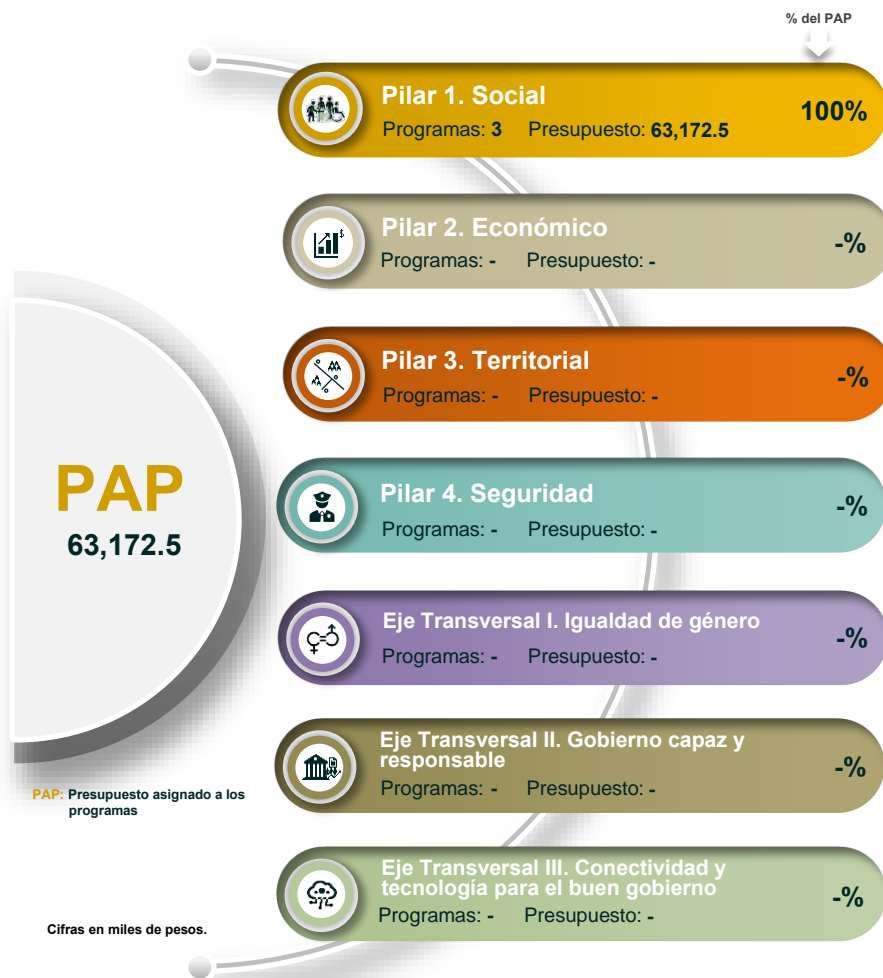 % del PAP
Pilar 1. Social
Programas: 3 Presupuesto: 63,172.5
100%
Pilar 2. Económico
Programas: - Presupuesto: -
-%
Pilar 3. Territorial
Programas: - Presupuesto: -
-%
PAP
63,172.5
Pilar 4. Seguridad
Programas: - Presupuesto: -
-%
Eje Transversal I. Igualdad de género
Programas: - Presupuesto: -
-%
Eje Transversal II. Gobierno capaz y
responsable
Programas: - Presupuesto: -
-%
PAP: Presupuesto asignado a los
programas
Eje Transversal III. Conectividad y
tecnología para el buen gobierno
Programas: - Presupuesto: -
-%
Cifras en miles de pesos.